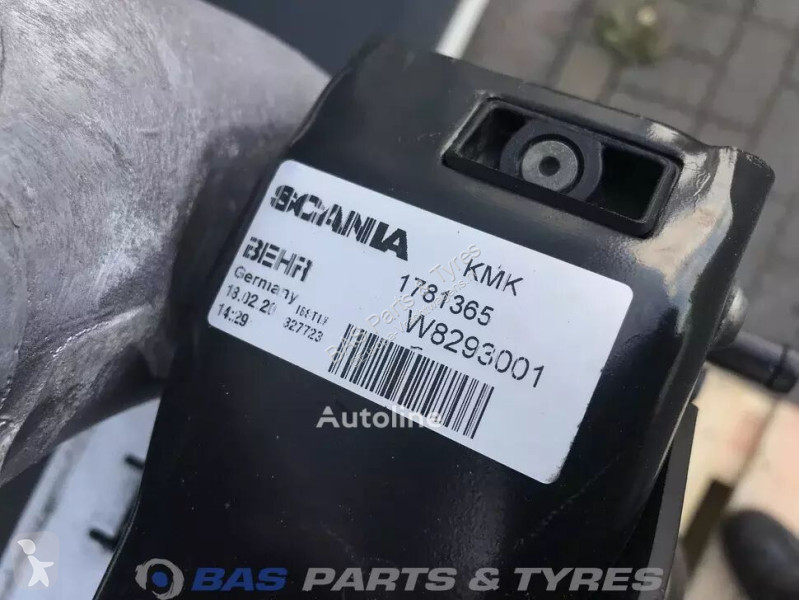 SCANIA
KMK
BEHR
1781365
Germany
W8293001
18.02.20
327723
14:29
Autoline
BAS PARTS & TYRES